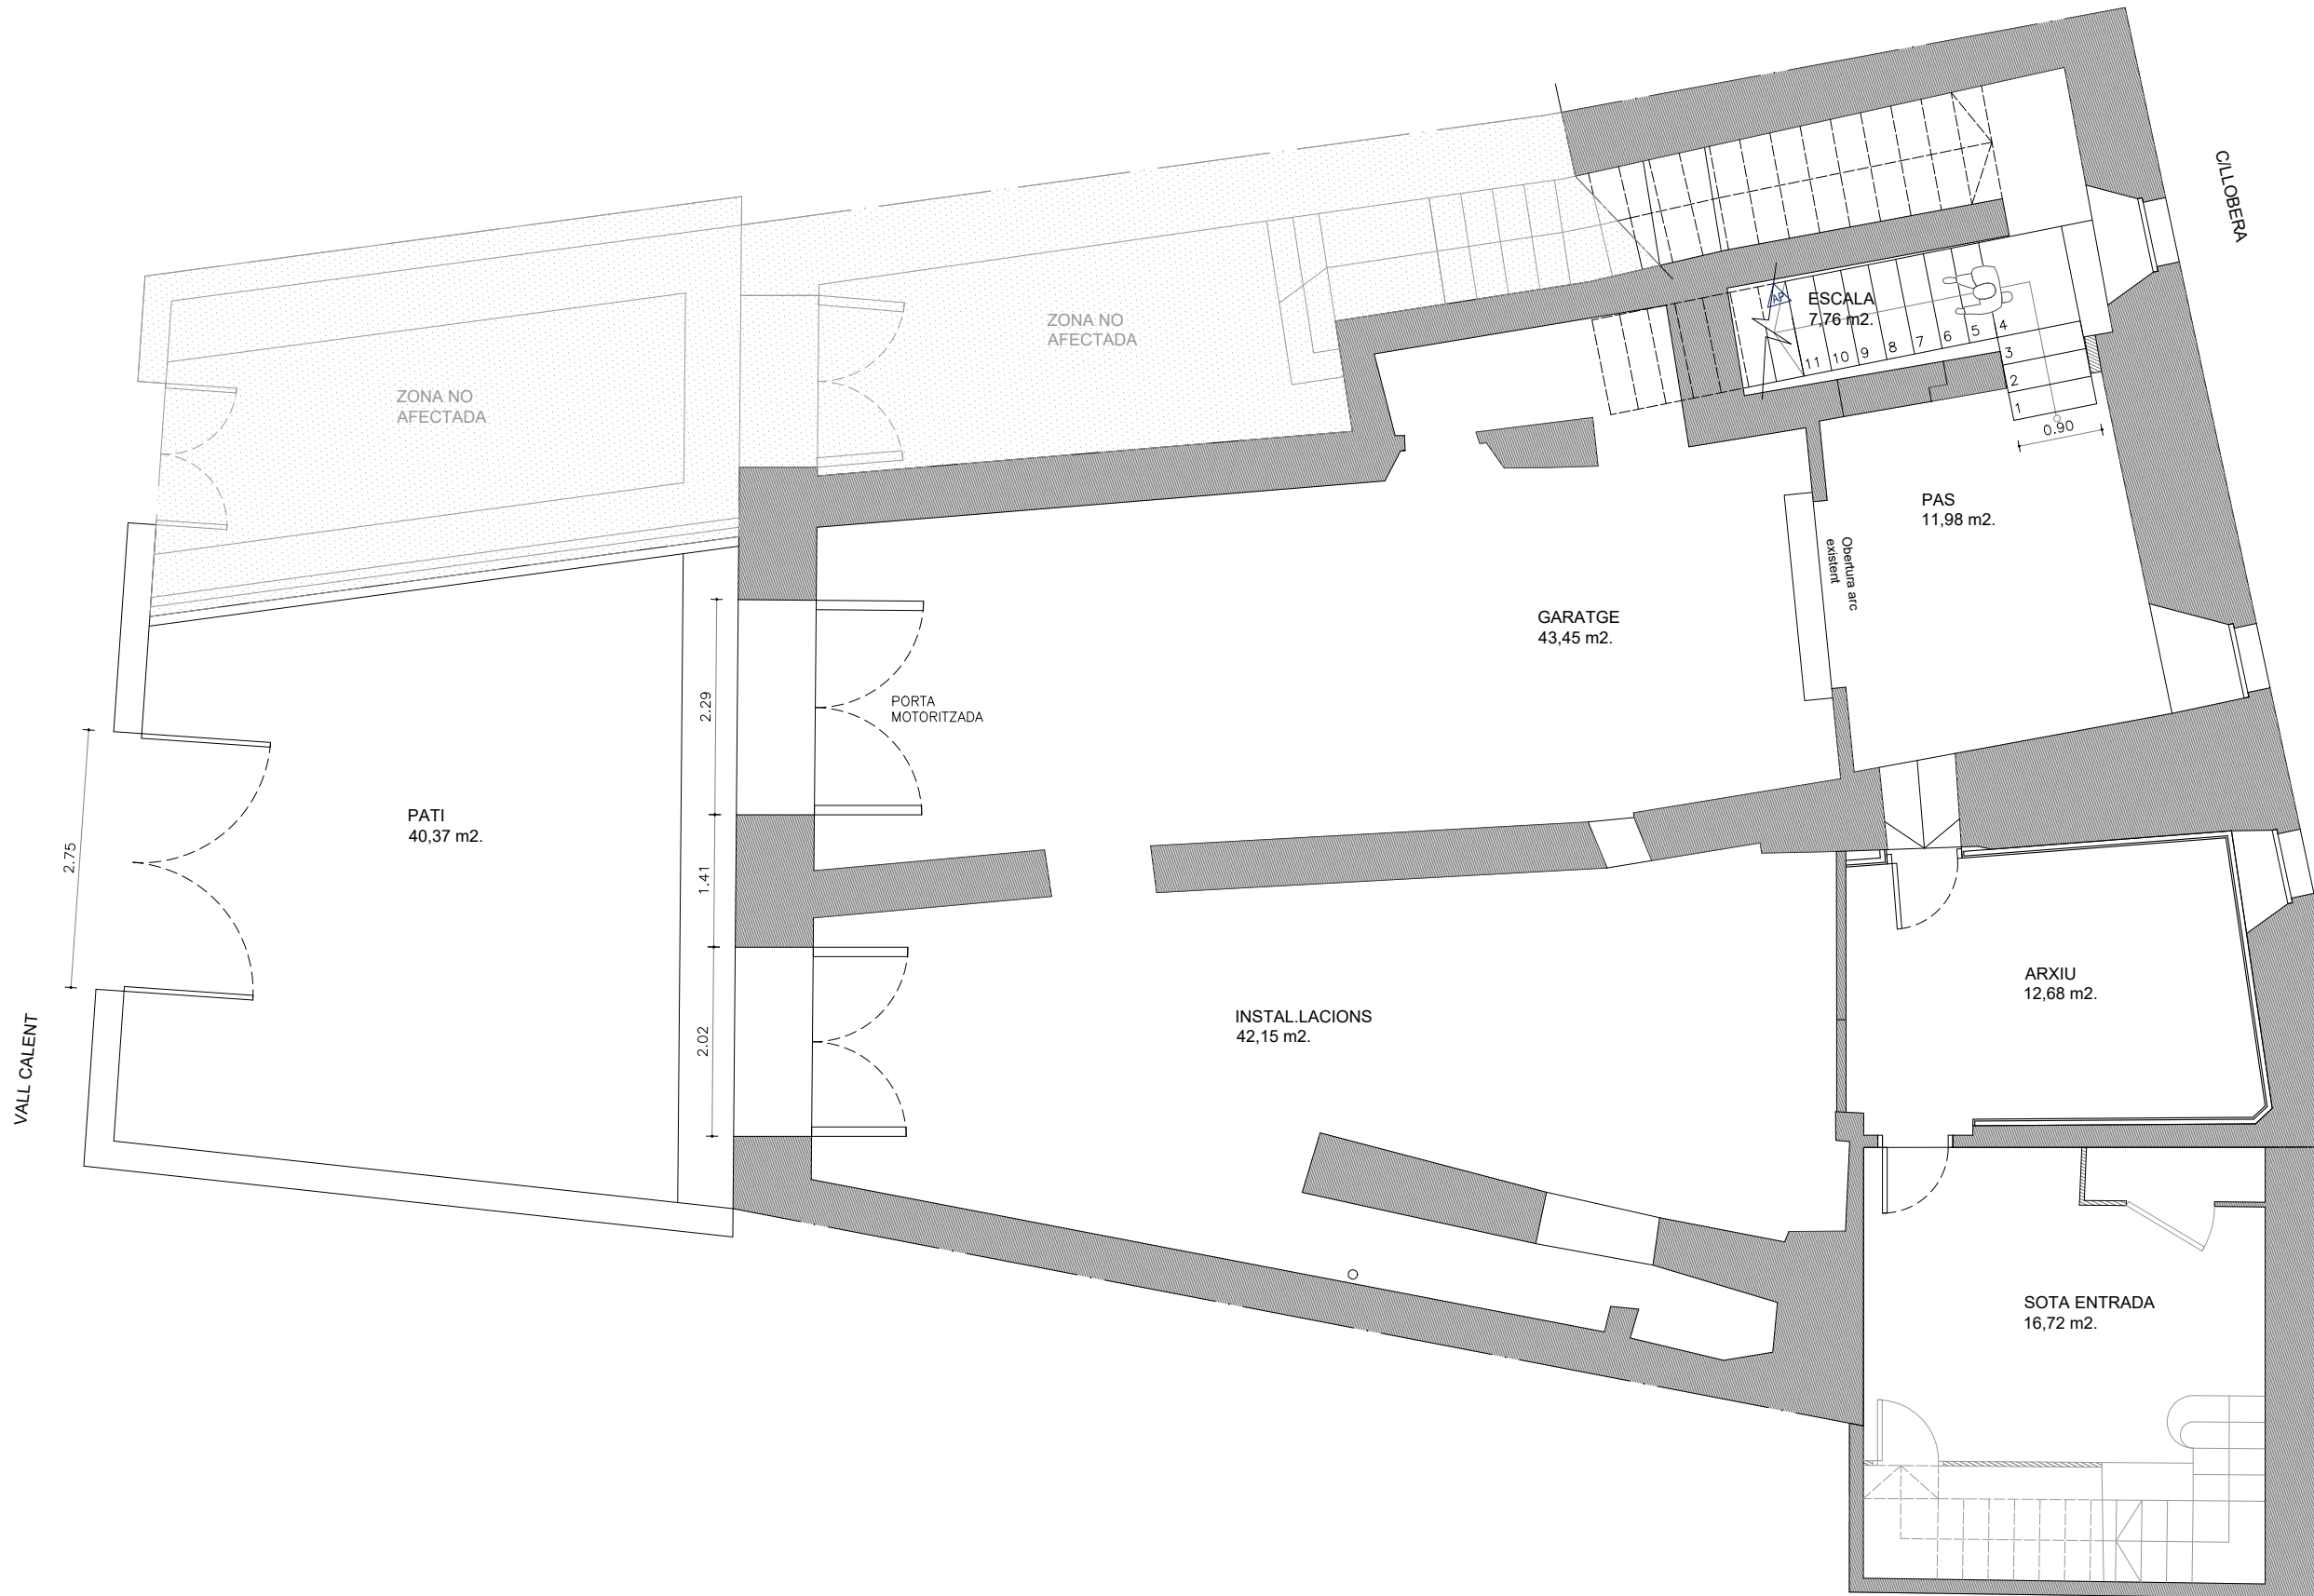 C/LLOBERA
ZONA NO
AFECTADA
ZONA NO
AFECTADA
AP
ESCALA
7,76 m2.
11
10
9
8
7
6
5
4
3
2
1
0.90
PAS
11,98 m2.
Obertura arc
existent
GARATGE
43,45 m2.
PORTA
MOTORITZADA
2.29
PATI
40,37 m2.
2.75
1.41
2.02
VALL CALENT
INSTAL.LACIONS
42,15 m2.
ARXIU
12,68 m2.
SOTA ENTRADA
16,72 m2.